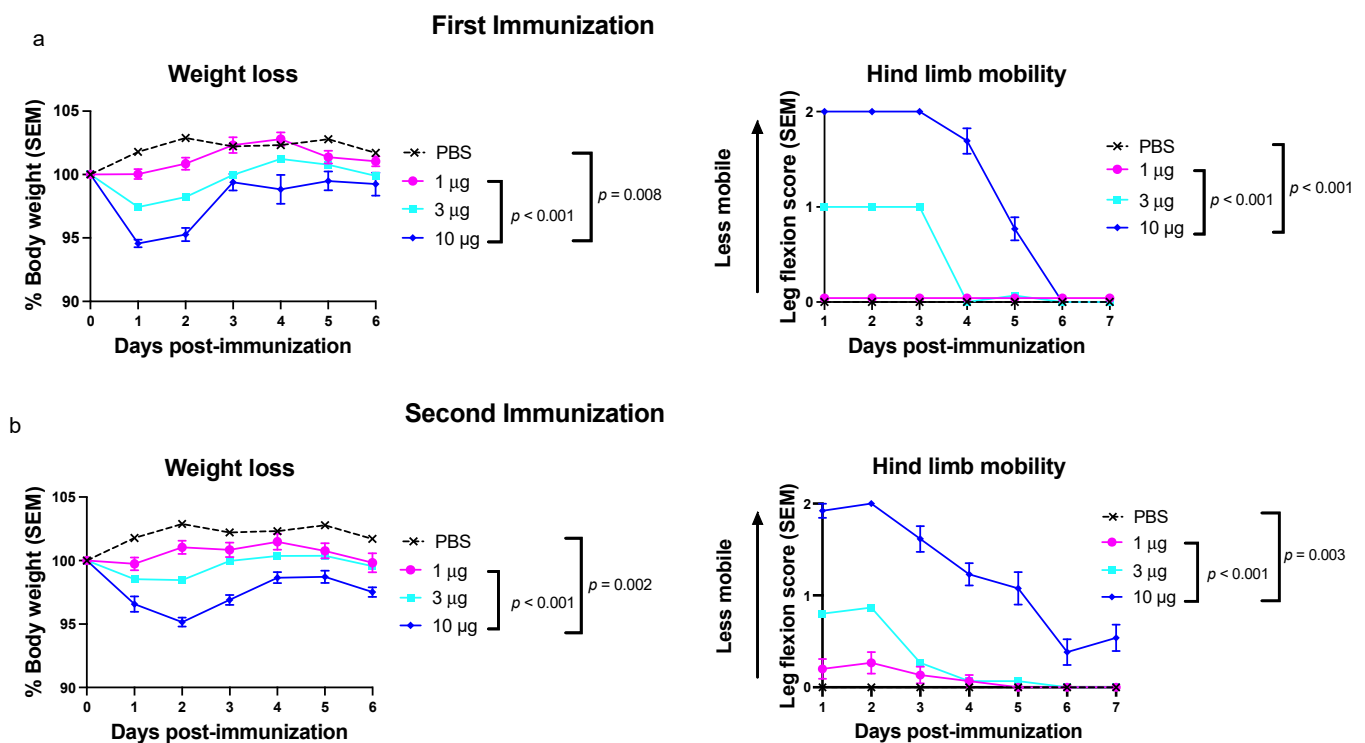 First Immunization
a
Weight loss
% Body weight (SEM)
105
100
95
90
0 1 2 3 4 5 6
Days post-immunization
PBS
1 µg
3 µg
10 µg
p < 0.001
p = 0.008
Hind limb mobility
Less mobile
Leg flexion score (SEM)
2
1
0
1 2 3 4 5 6 7
Days post-immunization
PBS
1 µg
3 µg
10 µg
p < 0.001
p < 0.001
Second Immunization
b
Weight loss
% Body weight (SEM)
105
100
95
90
0 1 2 3 4 5 6
Days post-immunization
PBS
1 µg
3 µg
10 µg
p < 0.001
p = 0.002
Hind limb mobility
Less mobile
Leg flexion score (SEM)
2
1
0
1 2 3 4 5 6 7
Days post-immunization
PBS
1 µg
3 µg
10 µg
p < 0.001
p = 0.003